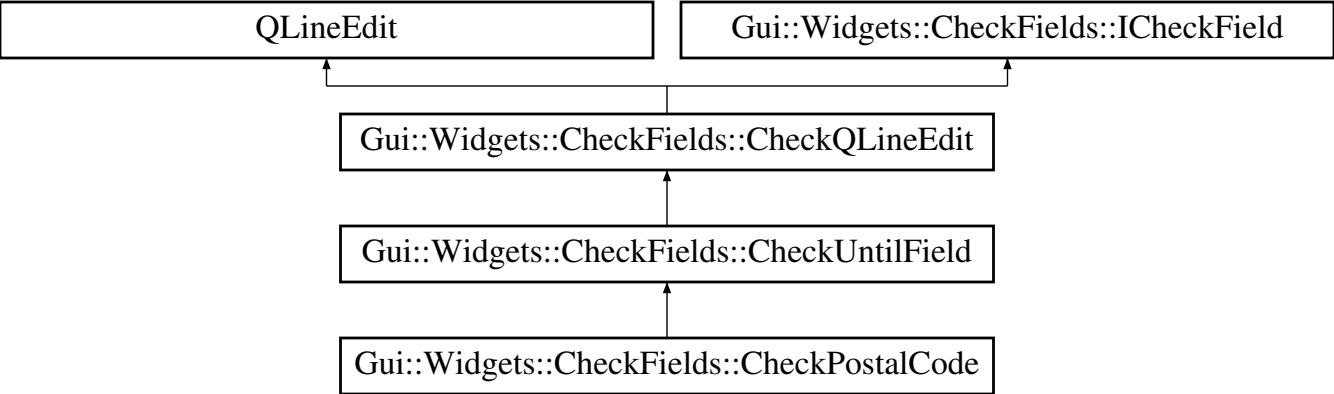 QLineEdit
Gui::Widgets::CheckFields::ICheckField
Gui::Widgets::CheckFields::CheckQLineEdit
Gui::Widgets::CheckFields::CheckUntilField
Gui::Widgets::CheckFields::CheckPostalCode